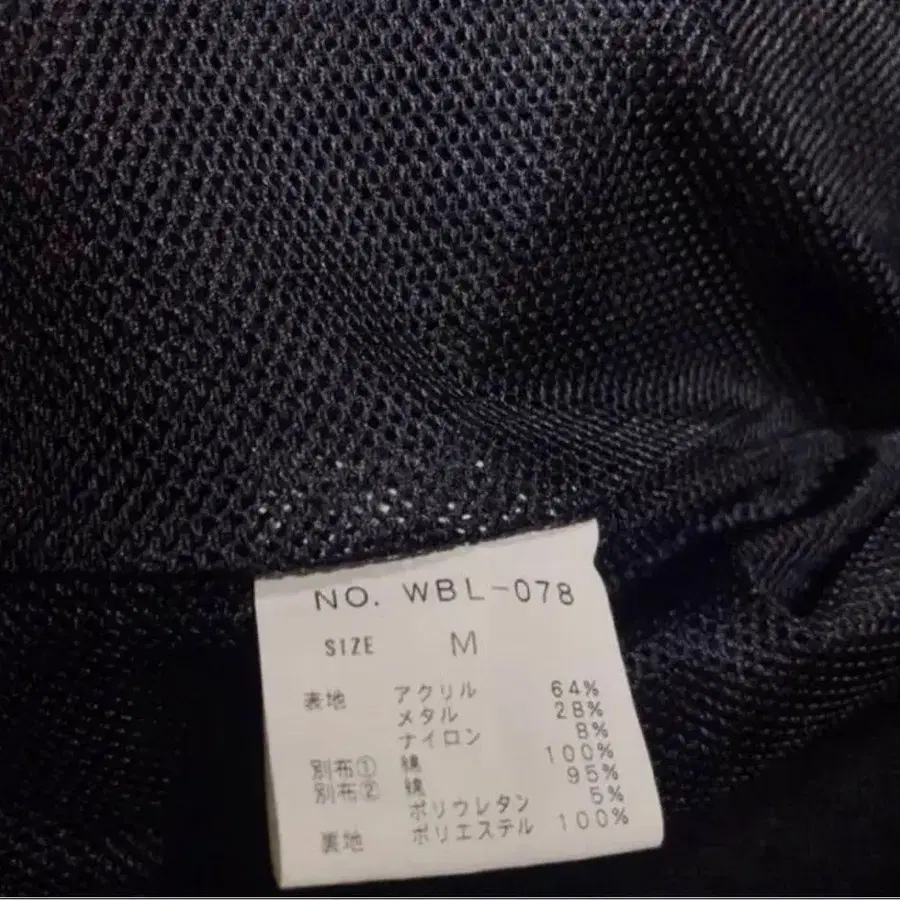 NO. WBL-078
SIZE M
表地 アクリル 64%
メタル 28%
ナイロン 8%
別布① 綿 100%
別布② 綿 95%
ポリウレタン 5%
裏地 ポリエステル 100%